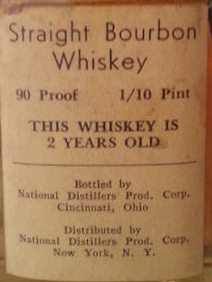 Straight Bourbon
Whiskey
90 Proof 1/10 Pint
THIS WHISKEY IS
2 YEARS OLD
Bottled by
National Distillers Prod. Corp.
Cincinnati, Ohio
Distributed by
National Distillers Prod. Corp.
New York, N. Y.